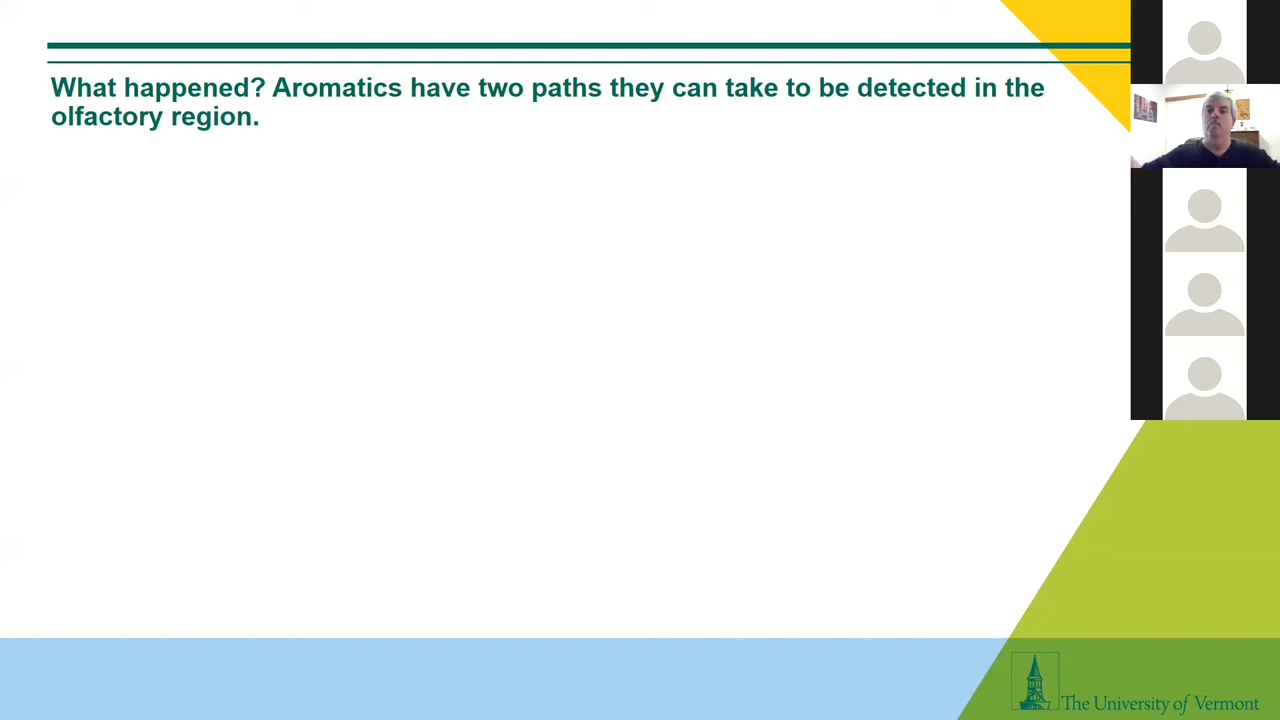 What happened? Aromatics have two paths they can take to be detected in the
olfactory region.
The University of Vermont